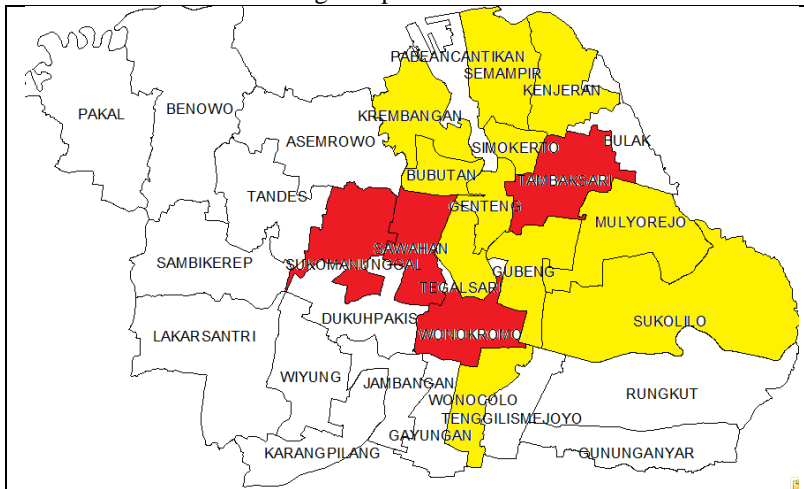 PABEANCANTIKAN
SEMAMPIR
KENJERAN
PAKAL
BENOWO
KREMBANGAN
ASEMROWO
SIMOKERTO
BULAK
BUBUTAN
TAMBAKSARI
TANDES
GENTENG
MULYOREJO
SAWAHAN
SAMBIKEREP
SUKOMANUNGGAL
GUBENG
TEGALSARI
SUKOLILO
DUKUHPAKIS
LAKARSANTRI
WONOKROMO
WIYUNG
JAMBANGAN
RUNGKUT
WONOCOLO
TENGGILISMEJOYO
GAYUNGAN
KARANGPILANG
GUNUNGANYAR